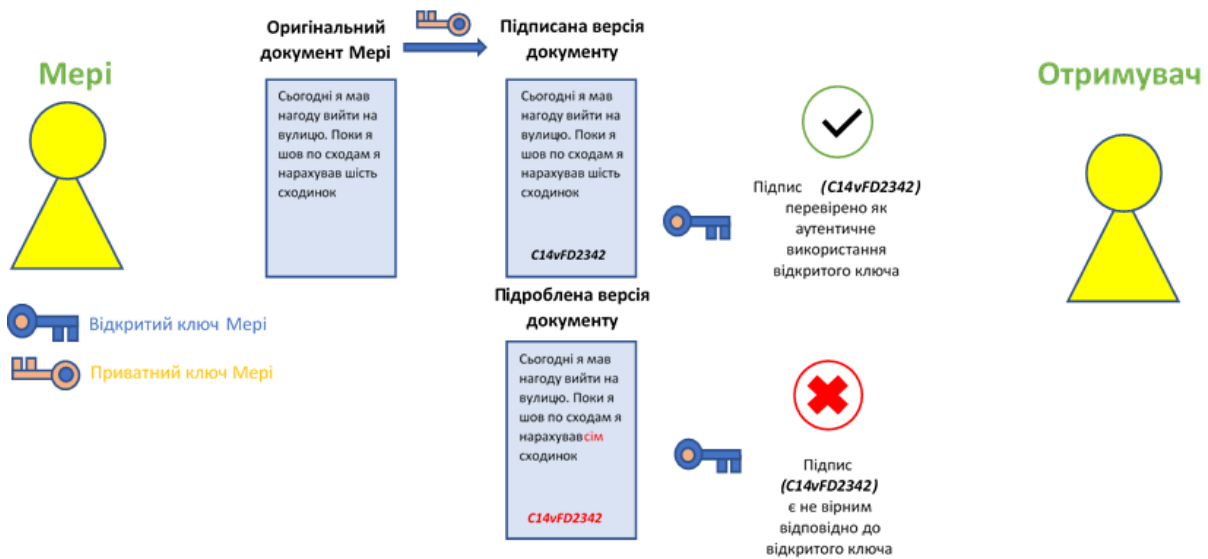 Мері
Оригінальний
документ Мері
Сьогодні я мав
нагоду вийти на
вулицю. Поки я
шов по сходам я
нарахував шість
сходинок
Підписана версія
документу
Сьогодні я мав
нагоду вийти на
вулицю. Поки я
шов по сходам я
нарахував шість
сходинок
C14vFD2342
Підпис (C14vFD2342)
перевірено як
аутентичне
використання
відкритого ключа
Отримувач
Відкритий ключ Мері
Приватний ключ Мері
Підроблена версія
документу
Сьогодні я мав
нагоду вийти на
вулицю. Поки я
шов по сходам я
нарахував сім
сходинок
C14vFD2342
Підпис
(C14vFD2342)
є не вірним
відповідно до
відкритого ключа